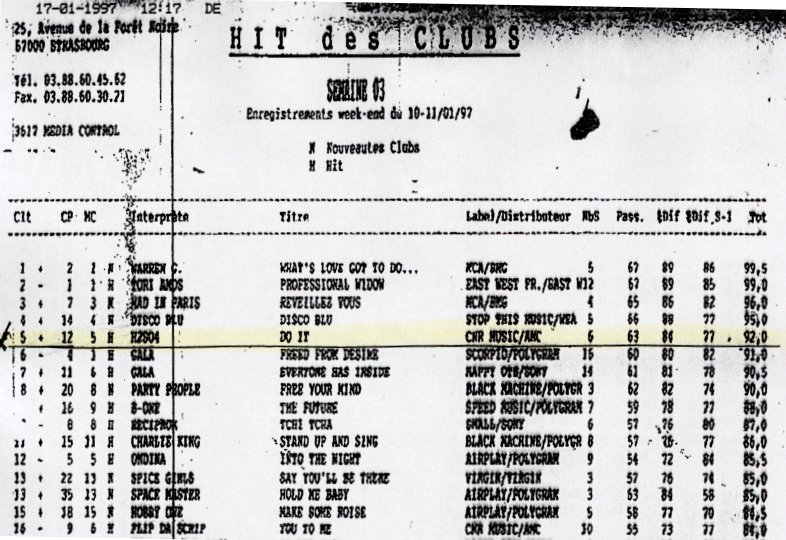 17-01-1997 12:17 DE
25, Avenue de la Forêt Noire
67000 STRASBOURG
HIT des CLUBS
Tél. 03.88.60.45.62
Fax. 03.88.60.30.21
SEMAINE 03
Enregistrements week-end du 10-11/01/97
3617 MEDIA CONTROL
N Nouveautes Clubs
H Hit
Clt CP MC Interprète Titre Label/Distributeur NbS Pass. %Dif %Dif S-1 Tot
1 + 2 1 H WARREN G. WHAT'S LOVE GOT TO DO... MCA/BMG 5 67 89 86 99,5
2 - 1 1 H TORI AMOS PROFESSIONAL WIDOW EAST WEST FR./EAST W12 67 89 85 99,0
3 + 7 3 N MAD IN PARIS REVEILLEZ VOUS MCA/BMG 4 65 86 82 96,0
4 + 14 4 N DISCO BLU DISCO BLU STOP THIS MUSIC/WEA 5 66 88 77 95,0
5 + 12 5 H H2SO4 DO IT CNR MUSIC/AMC 6 63 84 77 92,0
6 - 4 1 H GALA FREED FROM DESIRE SCORPIO/POLYGRAM 16 60 80 82 91,0
7 + 11 6 H GALA EVERYONE HAS INSIDE HAPPY OTB/SONY 14 61 81 78 90,5
8 + 20 8 N PARTY PEOPLE FREE YOUR MIND BLACK MACHINE/POLYGR 3 62 82 74 90,0
+ 16 9 H B-ONE THE FUTURE SPEED MUSIC/POLYGRAM 7 59 78 77 88,0
- 8 8 H RECIPROK TCHI TCHA SMALL/SONY 6 57 76 80 87,0
11 + 15 11 H CHARLIE KING STAND UP AND SING BLACK MACHINE/POLYGR 8 57 76 77 86,0
12 - 5 5 H ONDINA INTO THE NIGHT AIRPLAY/POLYGRAM 9 54 72 84 85,5
13 + 22 13 N SPICE GIRLS SAY YOU'LL BE THERE VIRGIN/VIRGIN 3 57 76 74 85,0
13 + 35 13 N SPACE MASTER HOLD ME BABY AIRPLAY/POLYGRAM 3 63 84 58 85,0
15 + 18 15 N NOBBY ONE MAKE SOME NOISE AIRPLAY/POLYGRAM 5 58 77 70 84,5
16 - 9 6 H FLIP DA SCRIP YOU TO ME CNR MUSIC/AMC 10 55 73 77 84,0